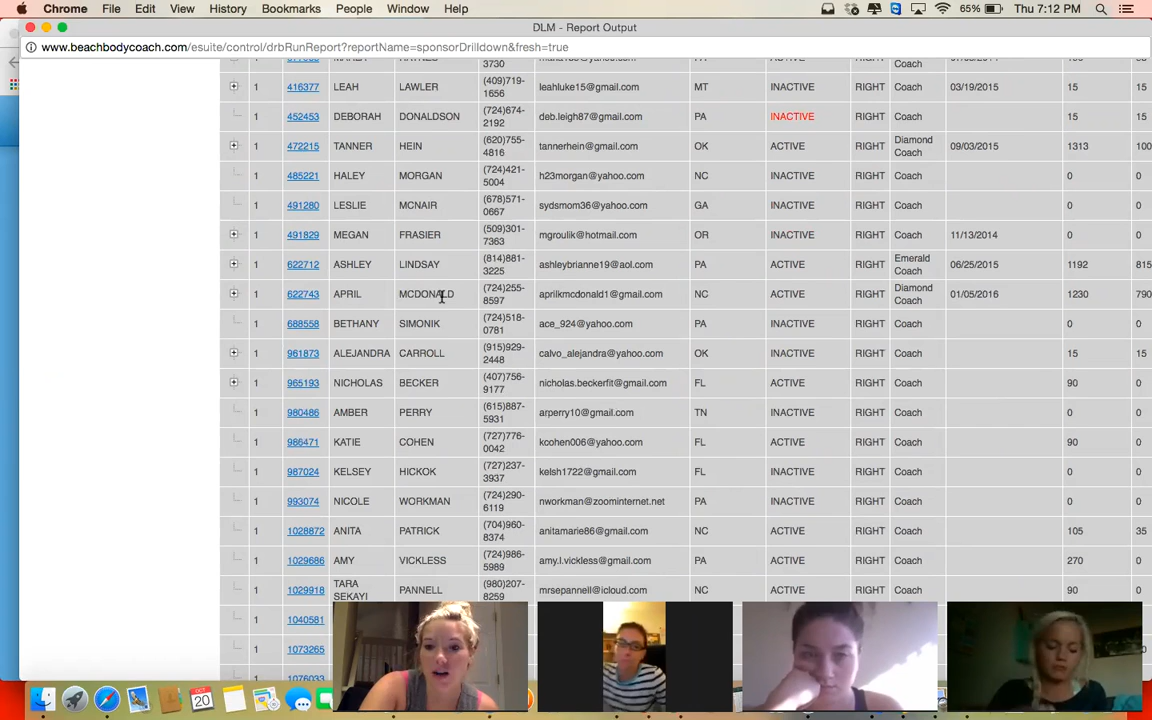 Chrome File Edit View History Bookmarks People Window Help 65% Thu 7:12 PM
DLM - Report Output
www.beachbodycoach.com/esuite/control/drbRunReport?reportName=sponsorDrilldown&fresh=true
3730
1 416377 LEAH LAWLER (409)719-1656 leahluke15@gmail.com MT INACTIVE RIGHT Coach 03/19/2015 15 15
1 452453 DEBORAH DONALDSON (724)674-2192 deb.leigh87@gmail.com PA INACTIVE RIGHT Coach 15 15
1 472215 TANNER HEIN (620)755-4816 tannerhein@gmail.com OK ACTIVE RIGHT Diamond Coach 09/03/2015 1313 100
1 485221 HALEY MORGAN (724)421-5004 h23morgan@yahoo.com NC INACTIVE RIGHT Coach 0 0
1 491280 LESLIE MCNAIR (678)571-0667 sydsmom36@yahoo.com GA INACTIVE RIGHT Coach 0 0
1 491829 MEGAN FRASIER (509)301-7363 mgroulik@hotmail.com OR INACTIVE RIGHT Coach 11/13/2014 0 0
1 622712 ASHLEY LINDSAY (814)881-3225 ashleybrianne19@aol.com PA ACTIVE RIGHT Emerald Coach 06/25/2015 1192 815
1 622743 APRIL MCDONALD (724)255-8597 aprilkmcdonald1@gmail.com NC ACTIVE RIGHT Diamond Coach 01/05/2016 1230 790
1 688558 BETHANY SIMONIK (724)518-0781 ace_924@yahoo.com PA INACTIVE RIGHT Coach 0 0
1 961873 ALEJANDRA CARROLL (915)929-2448 calvo_alejandra@yahoo.com OK INACTIVE RIGHT Coach 15 15
1 965193 NICHOLAS BECKER (407)756-9177 nicholas.beckerfit@gmail.com FL ACTIVE RIGHT Coach 90 0
1 980486 AMBER PERRY (615)887-5931 arperry10@gmail.com TN INACTIVE RIGHT Coach 0 0
1 986471 KATIE COHEN (727)776-0042 kcohen006@yahoo.com FL ACTIVE RIGHT Coach 90 0
1 987024 KELSEY HICKOK (727)237-3937 kelsh1722@gmail.com FL INACTIVE RIGHT Coach 0 0
1 993074 NICOLE WORKMAN (724)290-6119 nworkman@zoominternet.net PA INACTIVE RIGHT Coach 0 0
1 1028872 ANITA PATRICK (704)960-8374 anitamarie86@gmail.com NC ACTIVE RIGHT Coach 105 35
1 1029686 AMY VICKLESS (724)986-5989 amy.l.vickless@gmail.com PA ACTIVE RIGHT Coach 270 0
1 1029918 TARA SEKAYI PANNELL (980)207-8259 mrsepannell@icloud.com NC ACTIVE RIGHT Coach 90 0
1 1040581
1 1073265
1 1076033
OCT
20